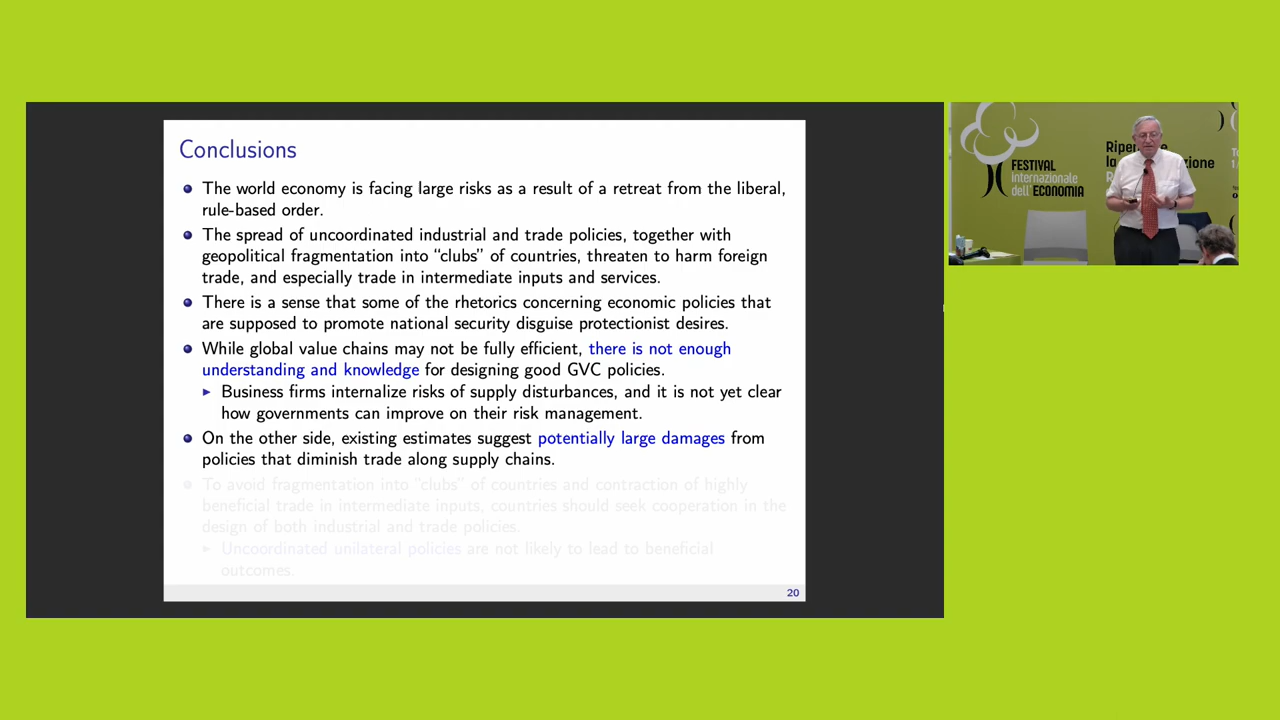 Conclusions
The world economy is facing large risks as a result of a retreat from the liberal,
rule-based order.
The spread of uncoordinated industrial and trade policies, together with
geopolitical fragmentation into “clubs” of countries, threaten to harm foreign
trade, and especially trade in intermediate inputs and services.
There is a sense that some of the rhetorics concerning economic policies that
are supposed to promote national security disguise protectionist desires.
While global value chains may not be fully efficient, there is not enough
understanding and knowledge for designing good GVC policies.
Business firms internalize risks of supply disturbances, and it is not yet clear
how governments can improve on their risk management.
On the other side, existing estimates suggest potentially large damages from
policies that diminish trade along supply chains.
To avoid fragmentation into “clubs” of countries and contraction of highly
beneficial trade in intermediate inputs, countries should seek cooperation in the
design of both industrial and trade policies.
Uncoordinated unilateral policies are not likely to lead to beneficial
outcomes.
20
FESTIVAL
internazionale
dell'ECONOMIA